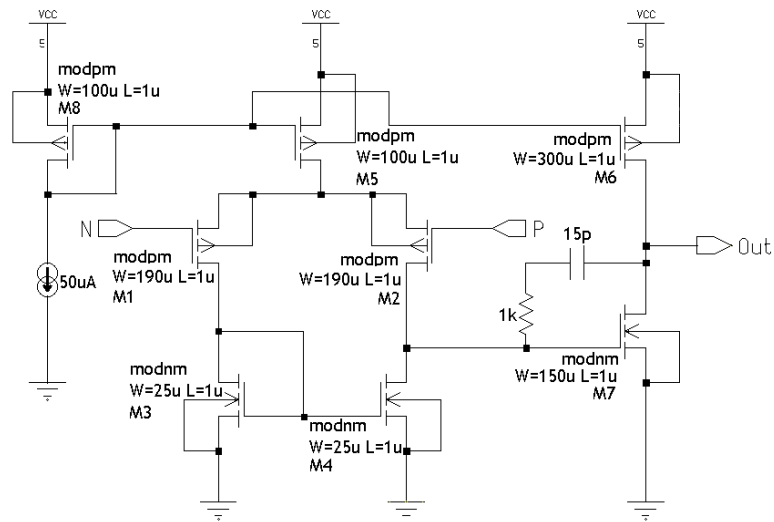 VCC
5
modpm
W=100u L=1u
M8
VCC
5
modpm
W=100u L=1u
M5
VCC
5
modpm
W=300u L=1u
M6
N
modpm
W=190u L=1u
M1
P
modpm
W=190u L=1u
M2
15p
Out
50uA
1k
modnm
W=25u L=1u
M3
modnm
W=25u L=1u
M4
modnm
W=150u L=1u
M7